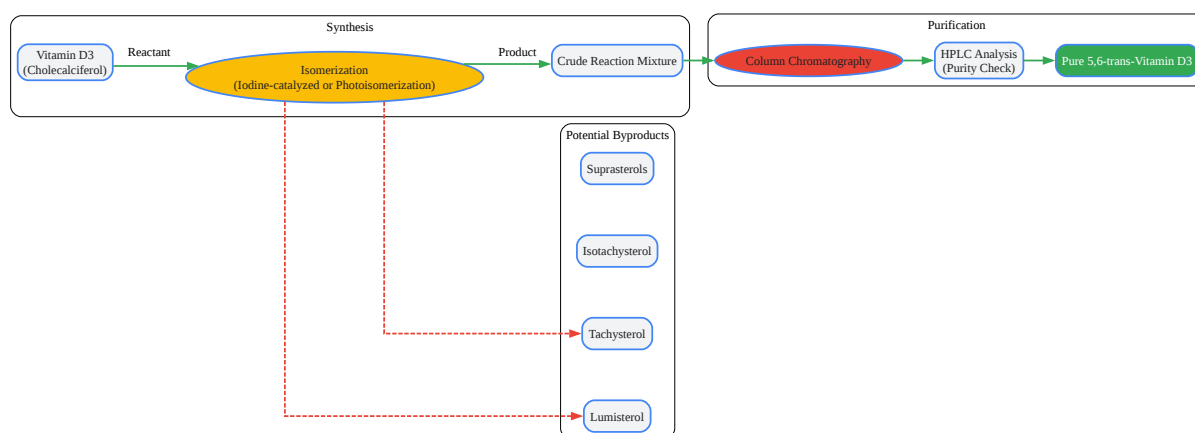 Synthesis
Vitamin D3
(Cholecalciferol)
Reactant
Isomerization
(Iodine-catalyzed or Photoisomerization)
Product
Crude Reaction Mixture
Purification
Column Chromatography
HPLC Analysis
(Purity Check)
Pure 5,6-trans-Vitamin D3
Potential Byproducts
Suprasterols
Isotachysterol
Tachysterol
Lumisterol